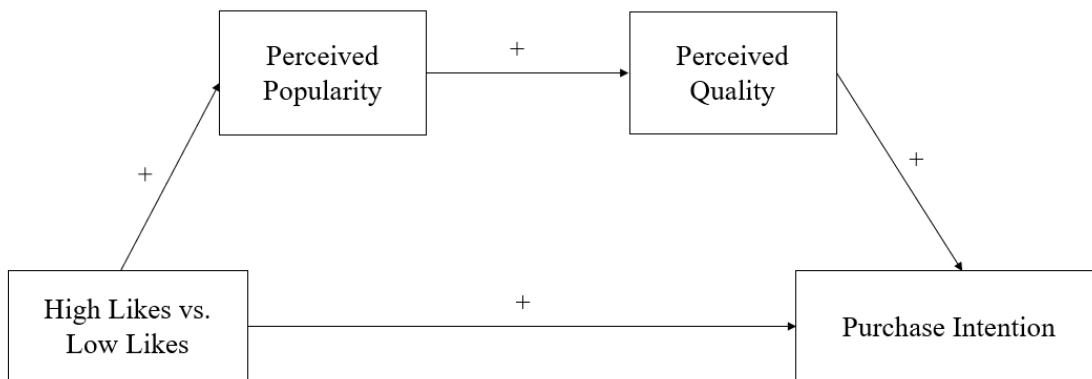 Perceived
Popularity
+
Perceived
Quality
+
+
High Likes vs.
Low Likes
+
Purchase Intention